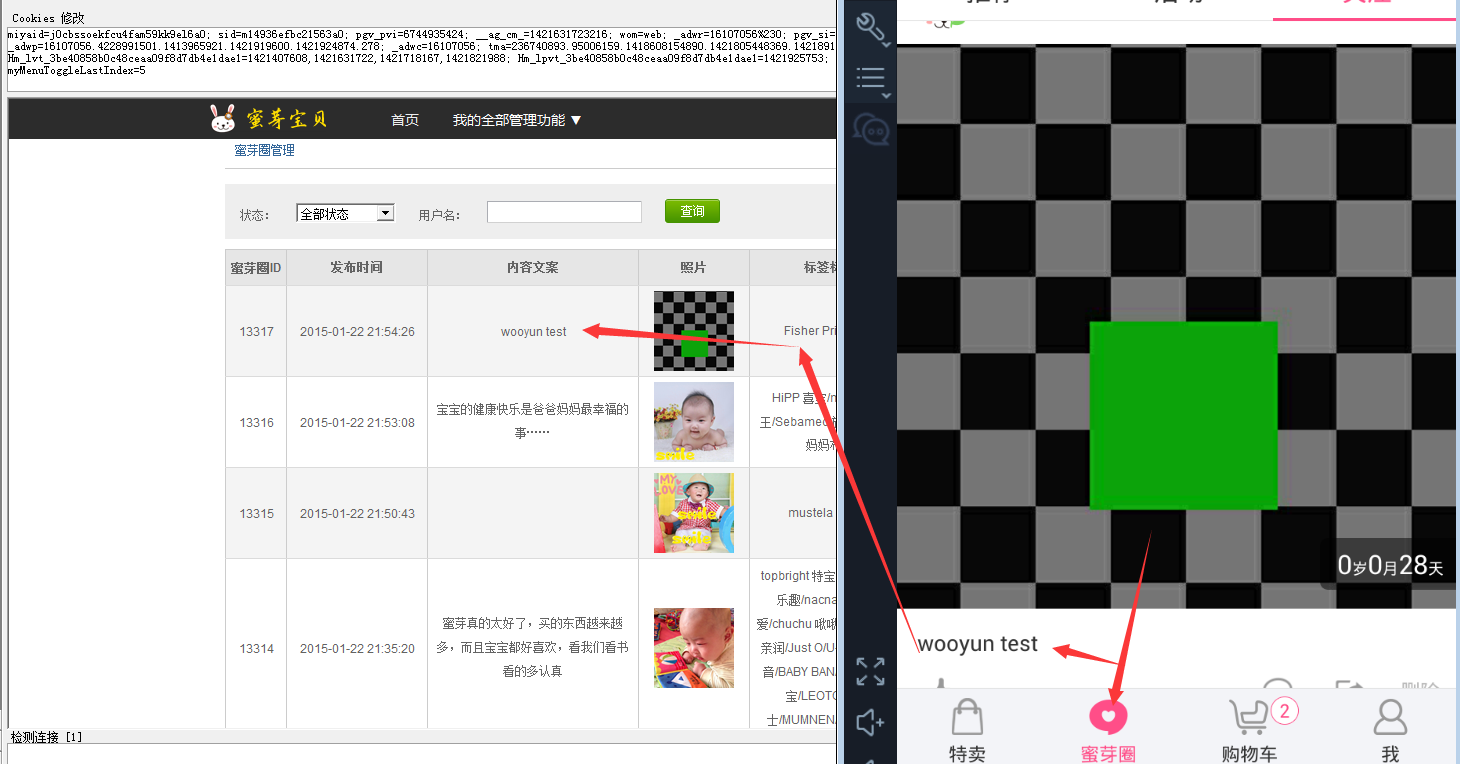 Cookies 修改
miyaid=j0cbssoekfcu4fam59kk9el6a0; sid=m14936efbc21563a0; pgv_pvi=6744935424; __ag_cm_=1421631723216; wom=web; _adwr=16107056%230; pgv_si=
_adwp=16107056.4228991501.1413965921.1421919600.1421924874.278; _adwc=16107056; tma=236740893.95006159.1418608154890.1421805448369.1421891
Hm_lvt_3be40858b0c48ceaa09f8d7db4e1dae1=1421407608,1421631722,1421718167,1421821988; Hm_lpvt_3be40858b0c48ceaa09f8d7db4e1dae1=1421925753;
myMenuToggleLastIndex=5
蜜芽宝贝 首页 我的全部管理功能 ▼
蜜芽圈管理
状态: 全部状态 用户名: 查询
蜜芽圈ID 发布时间 内容文案 照片
13317 2015-01-22 21:54:26 wooyun test Fisher Pri
13316 2015-01-22 21:53:08 宝宝的健康快乐是爸爸妈妈最幸福的
事……
HiPP 喜
王/Sebamed
妈妈
smile
13315 2015-01-22 21:50:43 mustela
MY
LOVE
smile
smile
13314 2015-01-22 21:35:20 蜜芽真的太好了，买的东西越来越
多，而且宝宝都好喜欢，看我们看书
看的多认真
topbright 特宝
乐趣/nacna
爱/chuchu 啾啾
亲润/Just O/U
音/BABY BAN
宝/LEOTO
士/MUMNEN
检测连接 [1]
0岁0月28天
wooyun test
删除
2
特卖 蜜芽圈 购物车 我